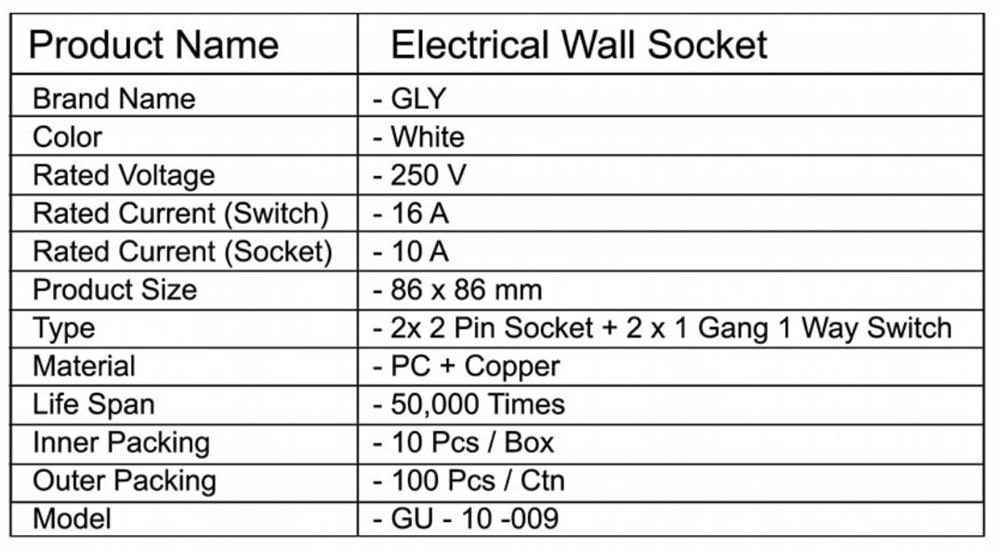 Product Name Electrical Wall Socket
Brand Name - GLY
Color - White
Rated Voltage - 250 V
Rated Current (Switch) - 16 A
Rated Current (Socket) - 10 A
Product Size - 86 x 86 mm
Type - 2x 2 Pin Socket + 2 x 1 Gang 1 Way Switch
Material - PC + Copper
Life Span - 50,000 Times
Inner Packing - 10 Pcs / Box
Outer Packing - 100 Pcs / Ctn
Model - GU - 10 -009